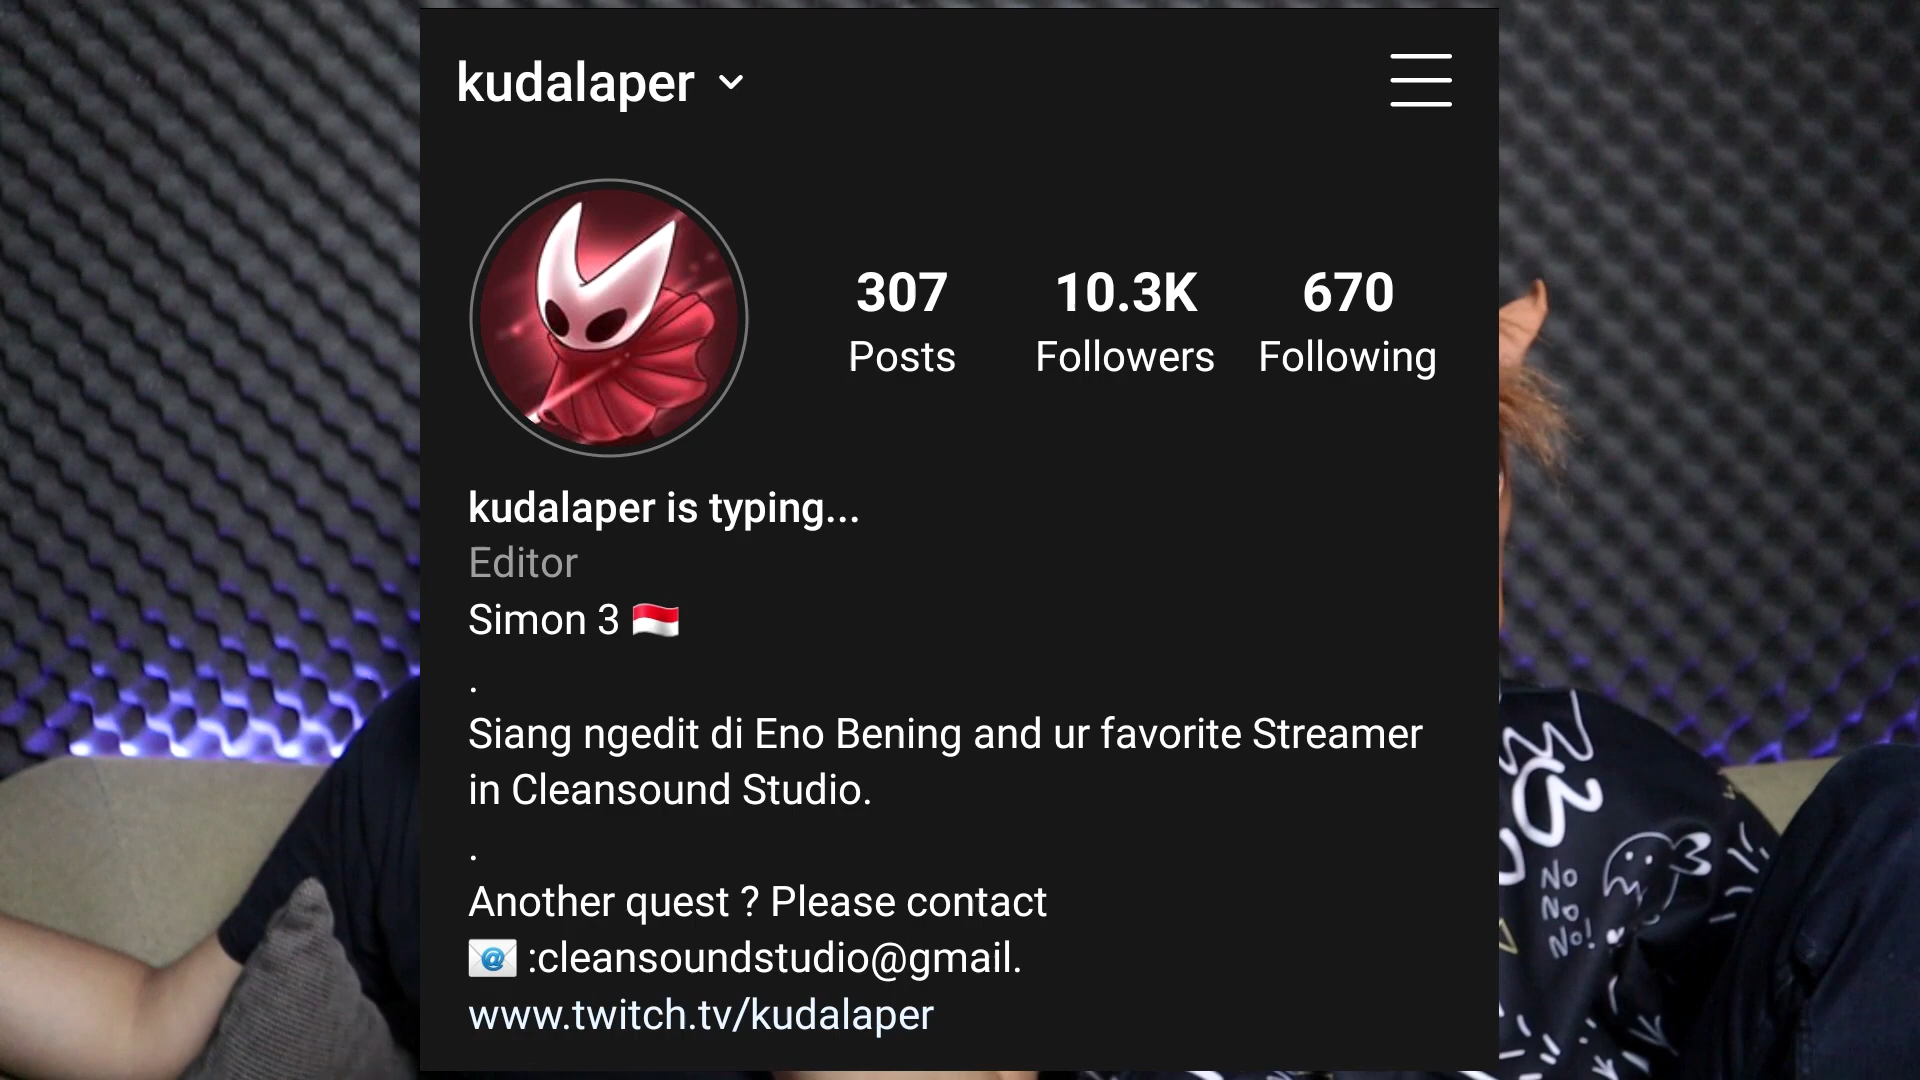 kudalaper
307 10.3K 670
Posts Followers Following
kudalaper is typing...
Editor
Simon 3 🇮🇩
.
Siang ngedit di Eno Bening and ur favorite Streamer
in Cleansound Studio.
.
Another quest ? Please contact
📧 :cleansoundstudio@gmail.
www.twitch.tv/kudalaper
No
No
No!